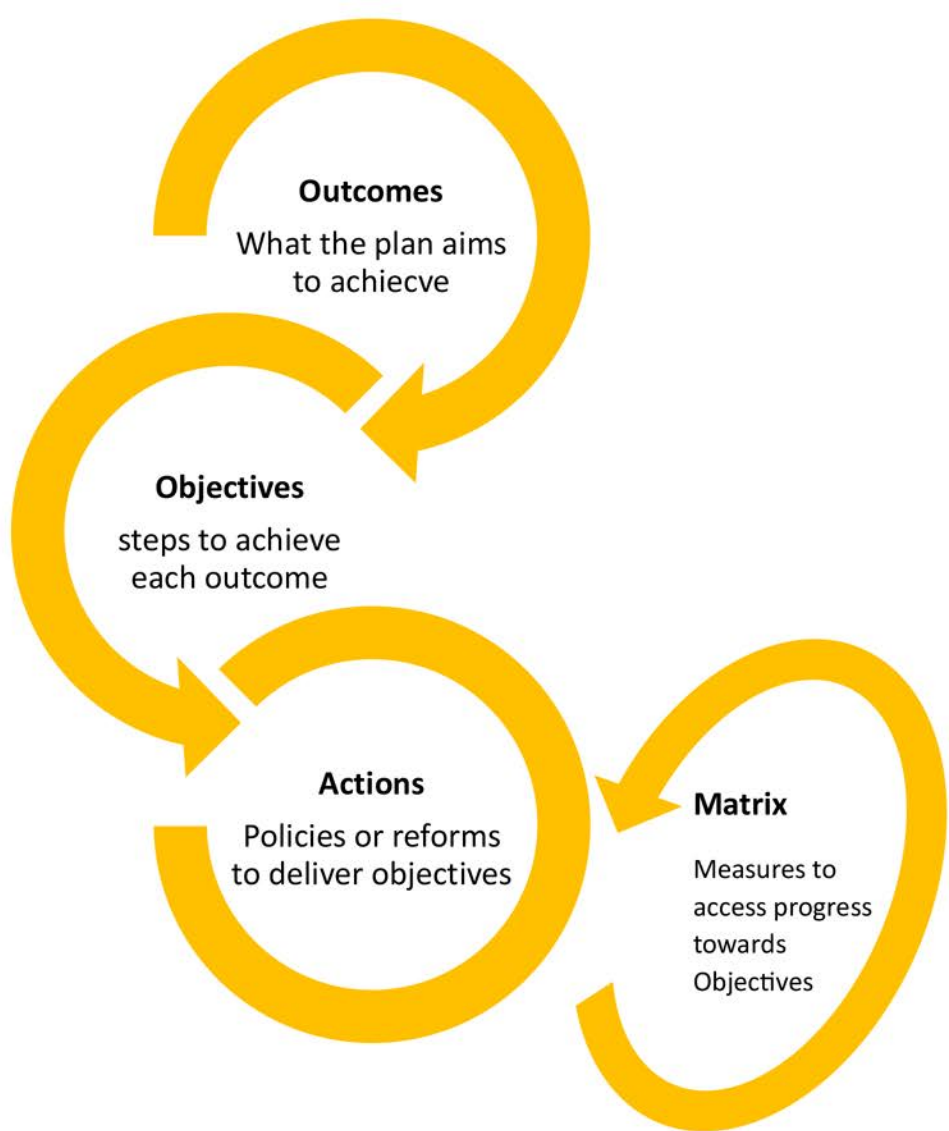 Outcomes
What the plan aims
to achiecve
Objectives
steps to achieve
each outcome
Actions
Policies or reforms
to deliver objectives
Matrix
Measures to
access progress
towards
Objectives